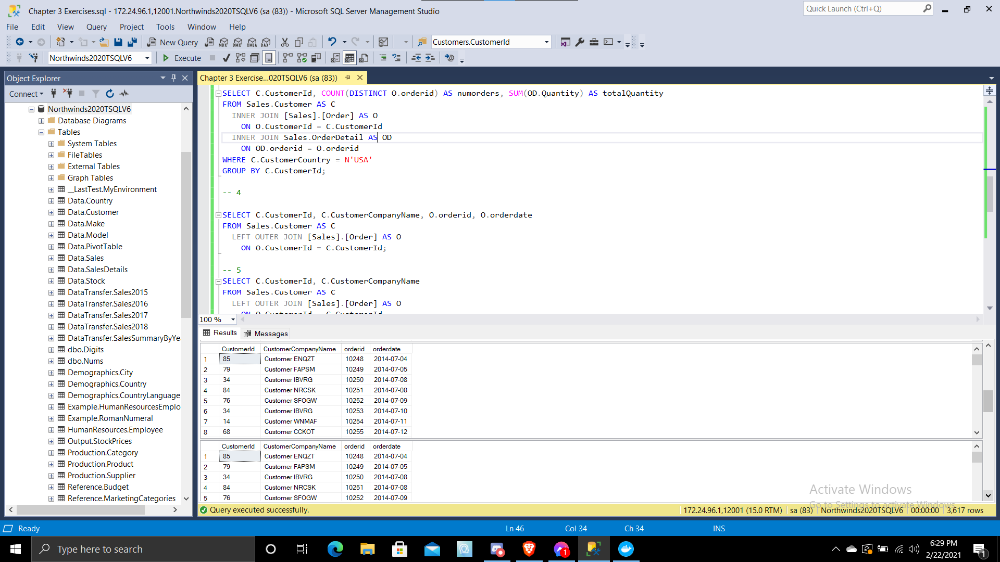 Chapter 3 Exercises.sql - 172.24.96.1,12001.Northwinds2020TSQLV6 (sa (83)) - Microsoft SQL Server Management Studio
Quick Launch (Ctrl+Q)
File Edit View Query Project Tools Window Help
New Query
MDX DMX XMLA DAX
Customers.CustomerId
Northwinds2020TSQLV6
Execute
Object Explorer
Connect
Northwinds2020TSQLV6
Database Diagrams
Tables
System Tables
FileTables
External Tables
Graph Tables
__LastTest.MyEnvironment
Data.Country
Data.Customer
Data.Make
Data.Model
Data.PivotTable
Data.Sales
Data.SalesDetails
Data.Stock
DataTransfer.Sales2015
DataTransfer.Sales2016
DataTransfer.Sales2017
DataTransfer.Sales2018
DataTransfer.SalesSummaryByYe
dbo.Digits
dbo.Nums
Demographics.City
Demographics.Country
Demographics.CountryLanguage
Example.HumanResourcesEmplo
Example.RomanNumeral
HumanResources.Employee
Output.StockPrices
Production.Category
Production.Product
Production.Supplier
Reference.Budget
Reference.MarketingCategories
Chapter 3 Exercise...020TSQLV6 (sa (83))
SELECT C.CustomerId, COUNT(DISTINCT O.orderid) AS numorders, SUM(OD.Quantity) AS totalQuantity
FROM Sales.Customer AS C
INNER JOIN [Sales].[Order] AS O
ON O.CustomerId = C.CustomerId
INNER JOIN Sales.OrderDetail AS OD
ON OD.orderid = O.orderid
WHERE C.CustomerCountry = N'USA'
GROUP BY C.CustomerId;
-- 4
SELECT C.CustomerId, C.CustomerCompanyName, O.orderid, O.orderdate
FROM Sales.Customer AS C
LEFT OUTER JOIN [Sales].[Order] AS O
ON O.CustomerId = C.CustomerId;
-- 5
SELECT C.CustomerId, C.CustomerCompanyName
FROM Sales.Customer AS C
LEFT OUTER JOIN [Sales].[Order] AS O
ON O.CustomerId = C.CustomerId
100 %
Results Messages
CustomerId CustomerCompanyName orderid orderdate
1 85 Customer ENQZT 10248 2014-07-04
2 79 Customer FAPSM 10249 2014-07-05
3 34 Customer IBVRG 10250 2014-07-08
4 84 Customer NRCSK 10251 2014-07-08
5 76 Customer SFOGW 10252 2014-07-09
6 34 Customer IBVRG 10253 2014-07-10
7 14 Customer WNMAF 10254 2014-07-11
8 68 Customer CCKOT 10255 2014-07-12
CustomerId CustomerCompanyName orderid orderdate
1 85 Customer ENQZT 10248 2014-07-04
2 79 Customer FAPSM 10249 2014-07-05
3 34 Customer IBVRG 10250 2014-07-08
4 84 Customer NRCSK 10251 2014-07-08
5 76 Customer SFOGW 10252 2014-07-09
Activate Windows
Go to Settings to activate Windows.
Query executed successfully.
172.24.96.1,12001 (15.0 RTM) sa (83) Northwinds2020TSQLV6 00:00:00 3,617 rows
Ready
Ln 46 Col 34 Ch 34 INS
Type here to search
1
6:29 PM
2/22/2021
1